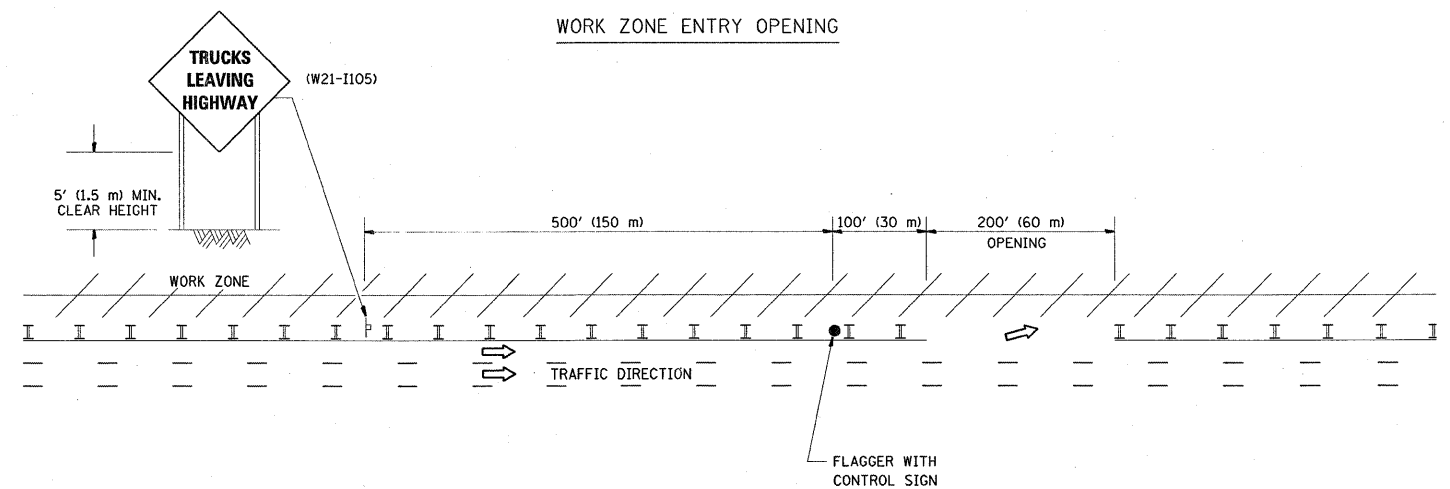 WORK ZONE ENTRY OPENING
TRUCKS
LEAVING
HIGHWAY
(W21-I105)
5' (1.5 m) MIN.
CLEAR HEIGHT
500' (150 m)
100' (30 m)
200' (60 m)
OPENING
WORK ZONE
TRAFFIC DIRECTION
FLAGGER WITH
CONTROL SIGN